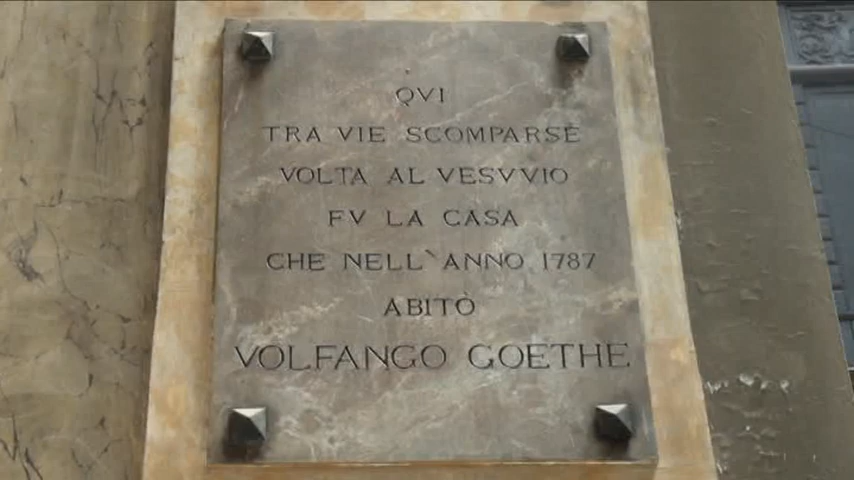 QVI
TRA VIE SCOMPARSE
VOLTA AL VESVVIO
FV LA CASA
CHE NELL'ANNO 1787
ABITÒ
VOLFANGO GOETHE